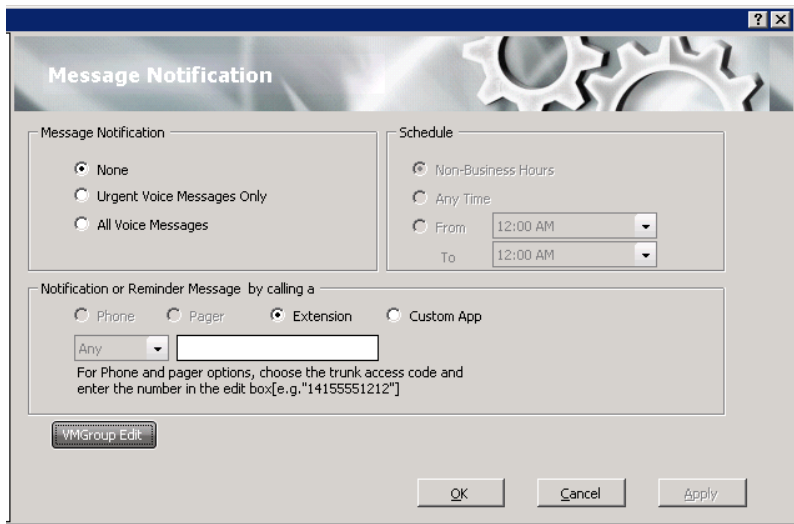 Message Notification
Message Notification
None
Urgent Voice Messages Only
All Voice Messages
Schedule
Non-Business Hours
Any Time
From 12:00 AM
To 12:00 AM
Notification or Reminder Message by calling a
Phone Pager Extension Custom App
Any
For Phone and pager options, choose the trunk access code and
enter the number in the edit box[e.g."14155551212"]
VMGroup Edit
OK Cancel Apply